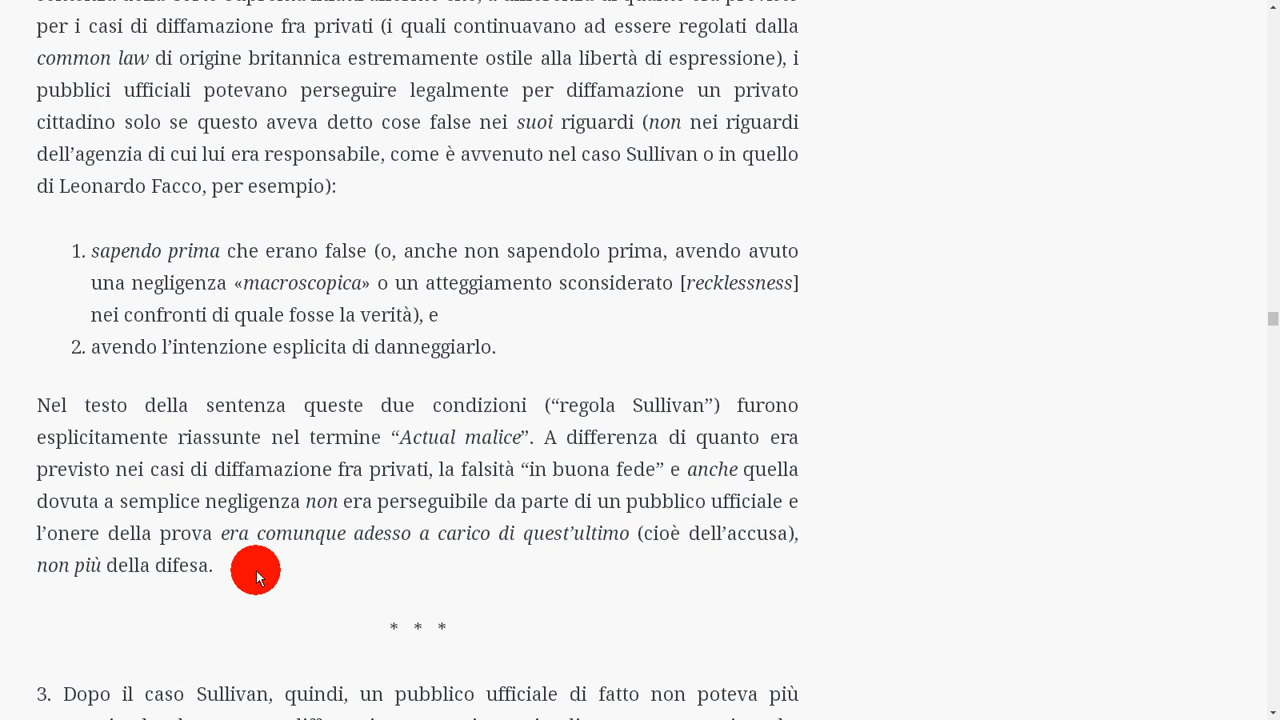 per i casi di diffamazione fra privati (i quali continuavano ad essere regolati dalla
common law di origine britannica estremamente ostile alla libertà di espressione), i
pubblici ufficiali potevano perseguire legalmente per diffamazione un privato
cittadino solo se questo aveva detto cose false nei suoi riguardi (non nei riguardi
dell’agenzia di cui lui era responsabile, come è avvenuto nel caso Sullivan o in quello
di Leonardo Facco, per esempio):
1. sapendo prima che erano false (o, anche non sapendolo prima, avendo avuto
una negligenza «macroscopica» o un atteggiamento sconsiderato [recklessness]
nei confronti di quale fosse la verità), e
2. avendo l’intenzione esplicita di danneggiarlo.
Nel testo della sentenza queste due condizioni (“regola Sullivan”) furono
esplicitamente riassunte nel termine “Actual malice”. A differenza di quanto era
previsto nei casi di diffamazione fra privati, la falsità “in buona fede” e anche quella
dovuta a semplice negligenza non era perseguibile da parte di un pubblico ufficiale e
l’onere della prova era comunque adesso a carico di quest’ultimo (cioè dell’accusa),
non più della difesa.
* * *
3. Dopo il caso Sullivan, quindi, un pubblico ufficiale di fatto non poteva più